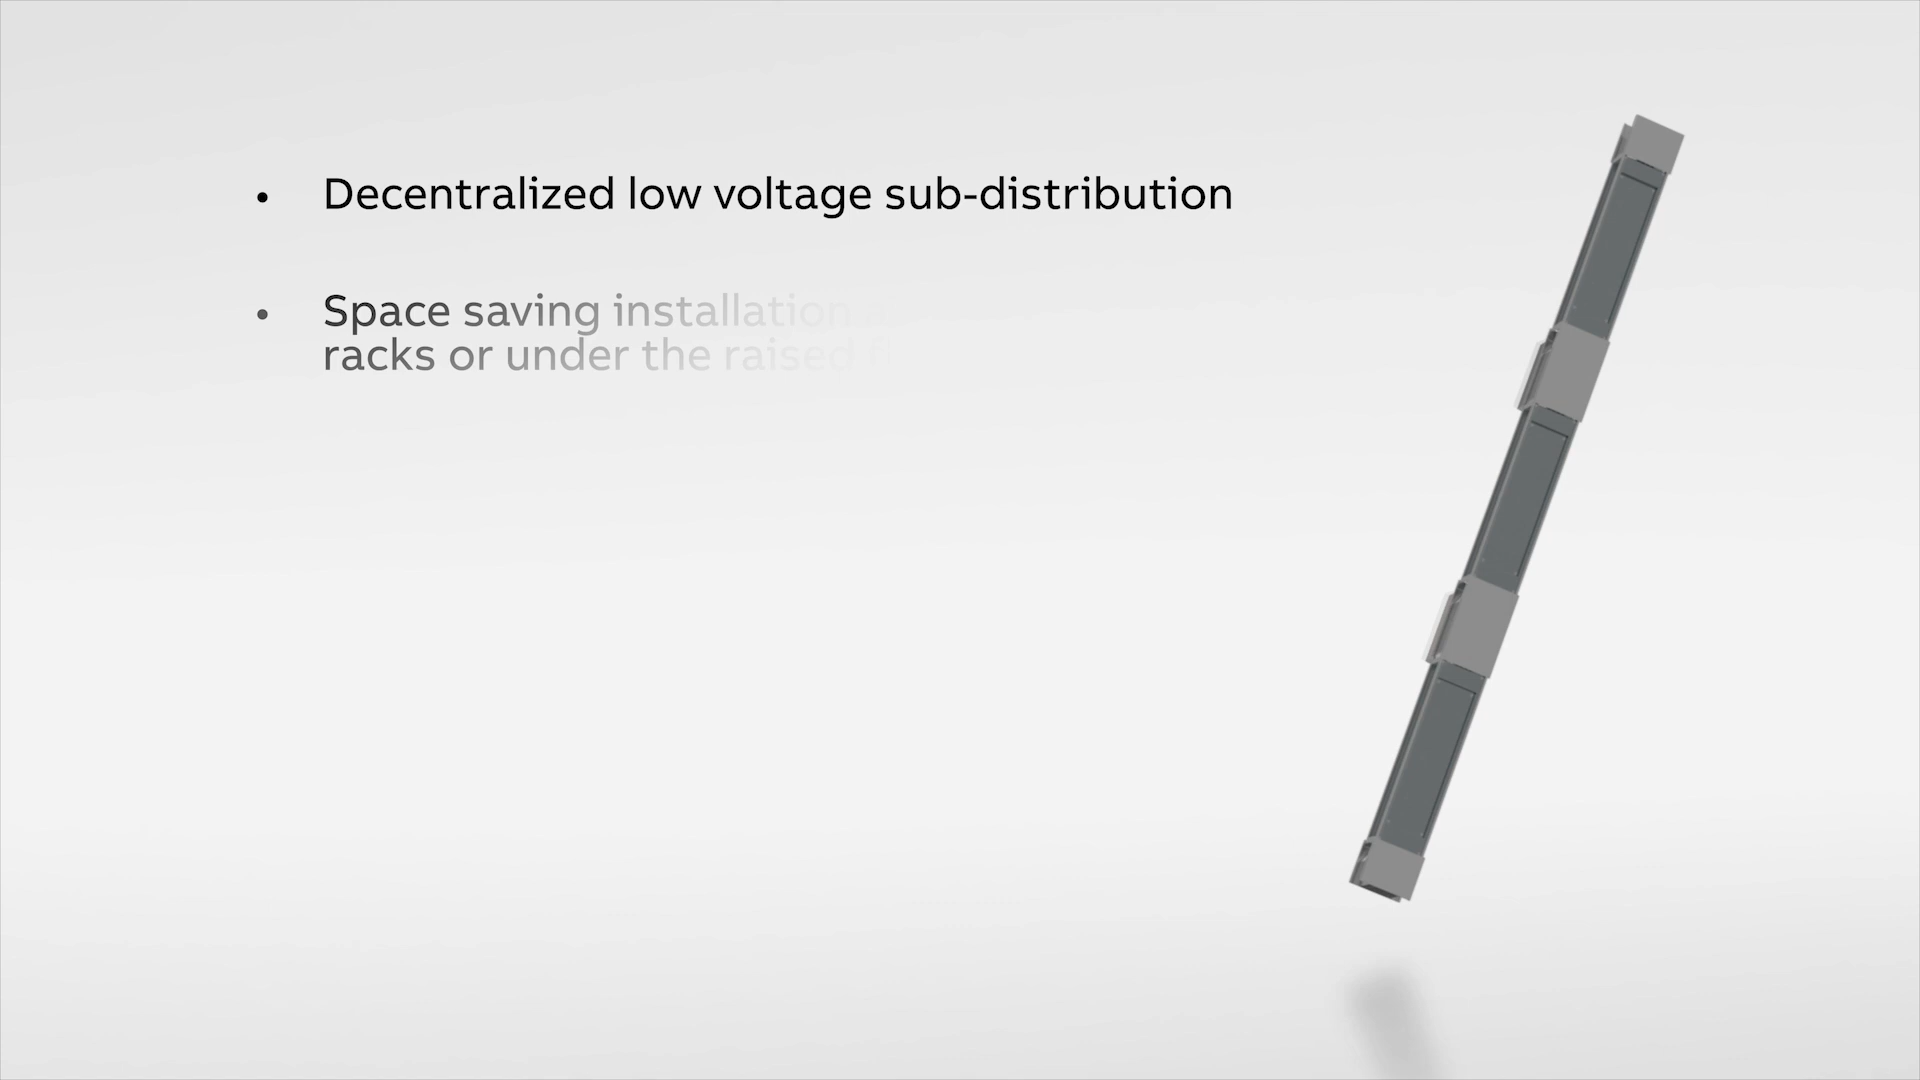 • Decentralized low voltage sub-distribution
• Space saving installation
racks or under the raised